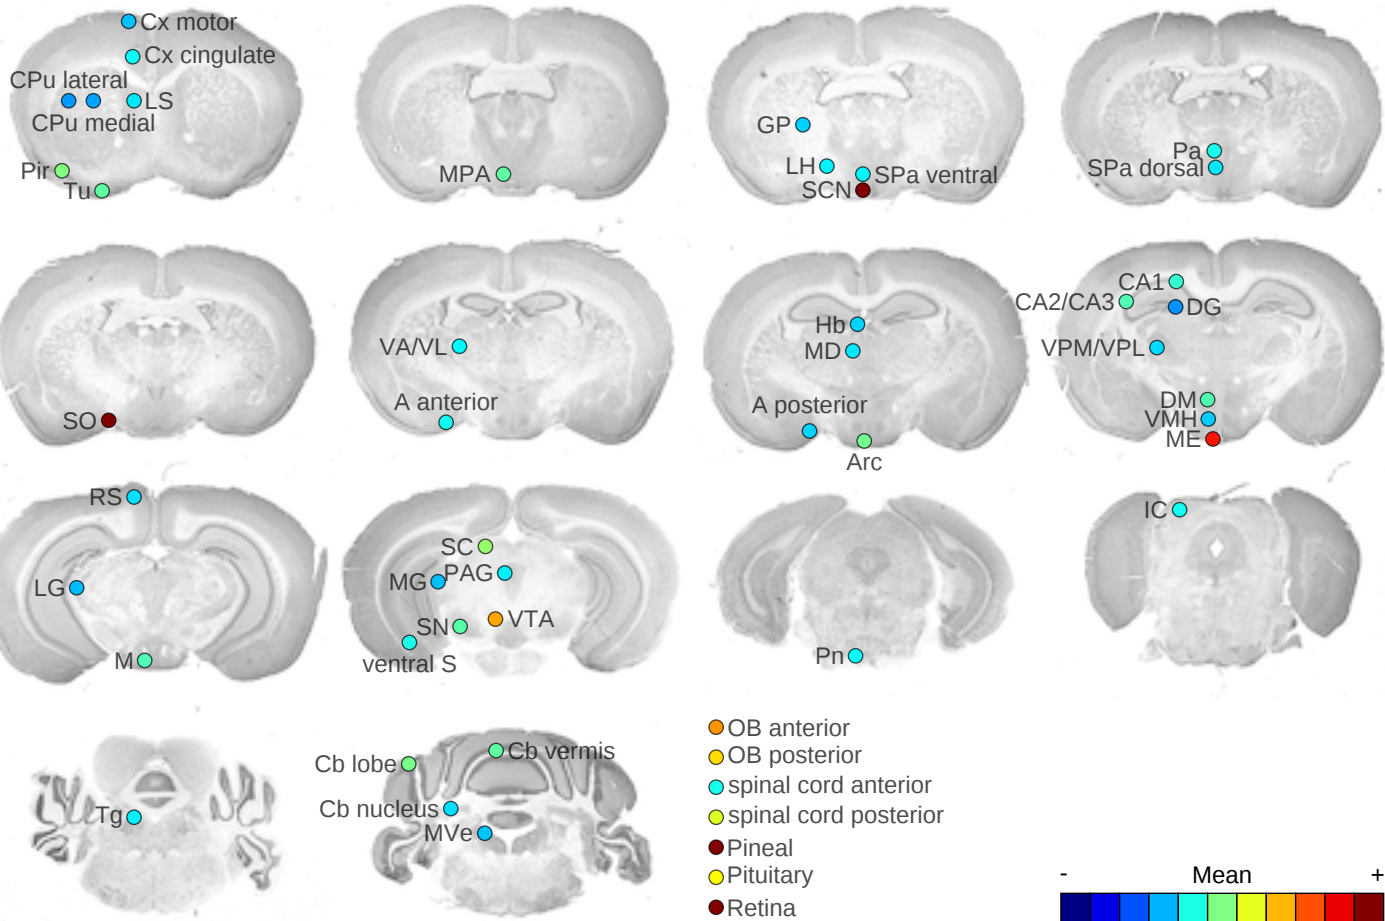 Cx motor
Cx cingulate
CPu lateral
LS
CPu medial
Pir
Tu
MPA
GP
LH
SPa ventral
SCN
Pa
SPa dorsal
SO
VA/VL
A anterior
Hb
MD
A posterior
Arc
CA1
CA2/CA3
DG
VPM/VPL
DM
VMH
ME
RS
LG
M
SC
MG
PAG
SN
VTA
ventral S
Pn
IC
Tg
Cb lobe
Cb vermis
Cb nucleus
MVe
OB anterior
OB posterior
spinal cord anterior
spinal cord posterior
Pineal
Pituitary
Retina
- Mean +